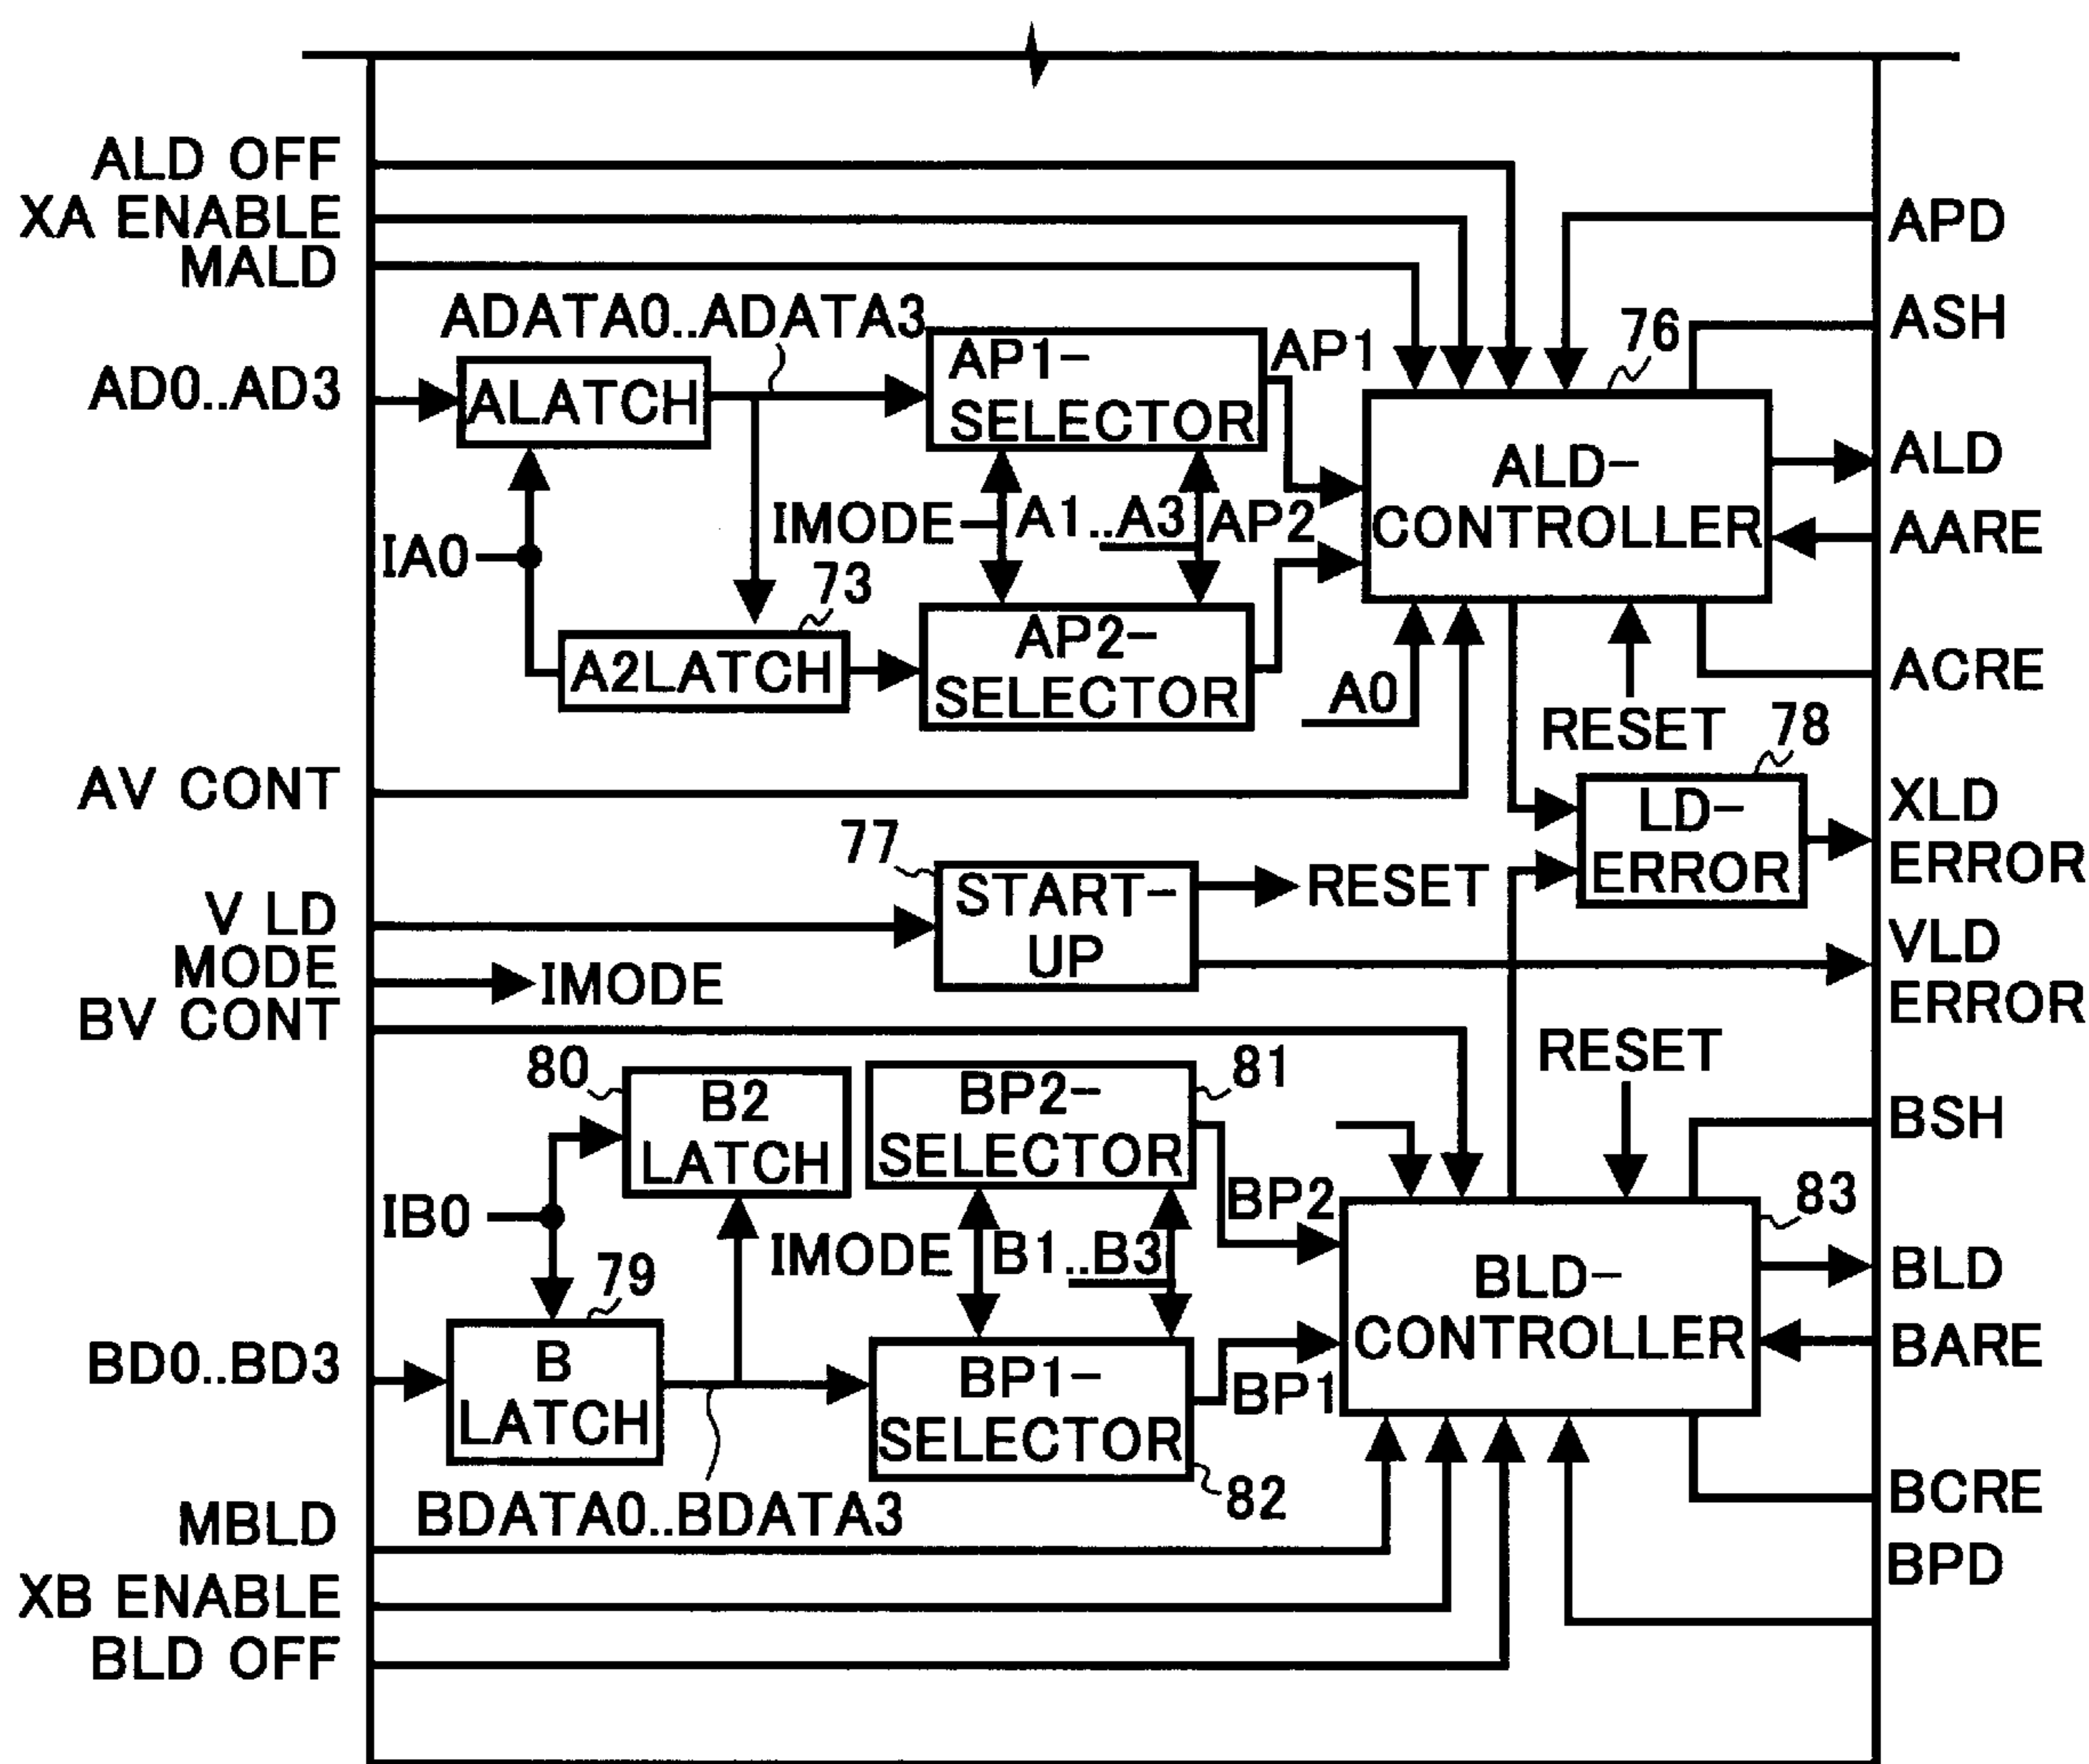 ALD OFF
XA ENABLE
MALD
AD0..AD3
ADATA0..ADATA3
ALATCH
AP1-
SELECTOR
AP1
76
APD
ASH
ALD-
CONTROLLER
ALD
AARE
IMODE
A1..A3
AP2
IA0
73
A2LATCH
AP2-
SELECTOR
A0
RESET
ACRE
78
AV CONT
LD-
ERROR
XLD
ERROR
77
START-
UP
RESET
V LD
MODE
IMODE
BV CONT
VLD
ERROR
RESET
80
B2
LATCH
BP2-
SELECTOR
81
BSH
83
IB0
BP2
IMODE
B1..B3
79
BLD-
CONTROLLER
BLD
BARE
BD0..BD3
B
LATCH
BP1-
SELECTOR
BP1
82
BDATA0..BDATA3
BCRE
BPD
MBLD
XB ENABLE
BLD OFF